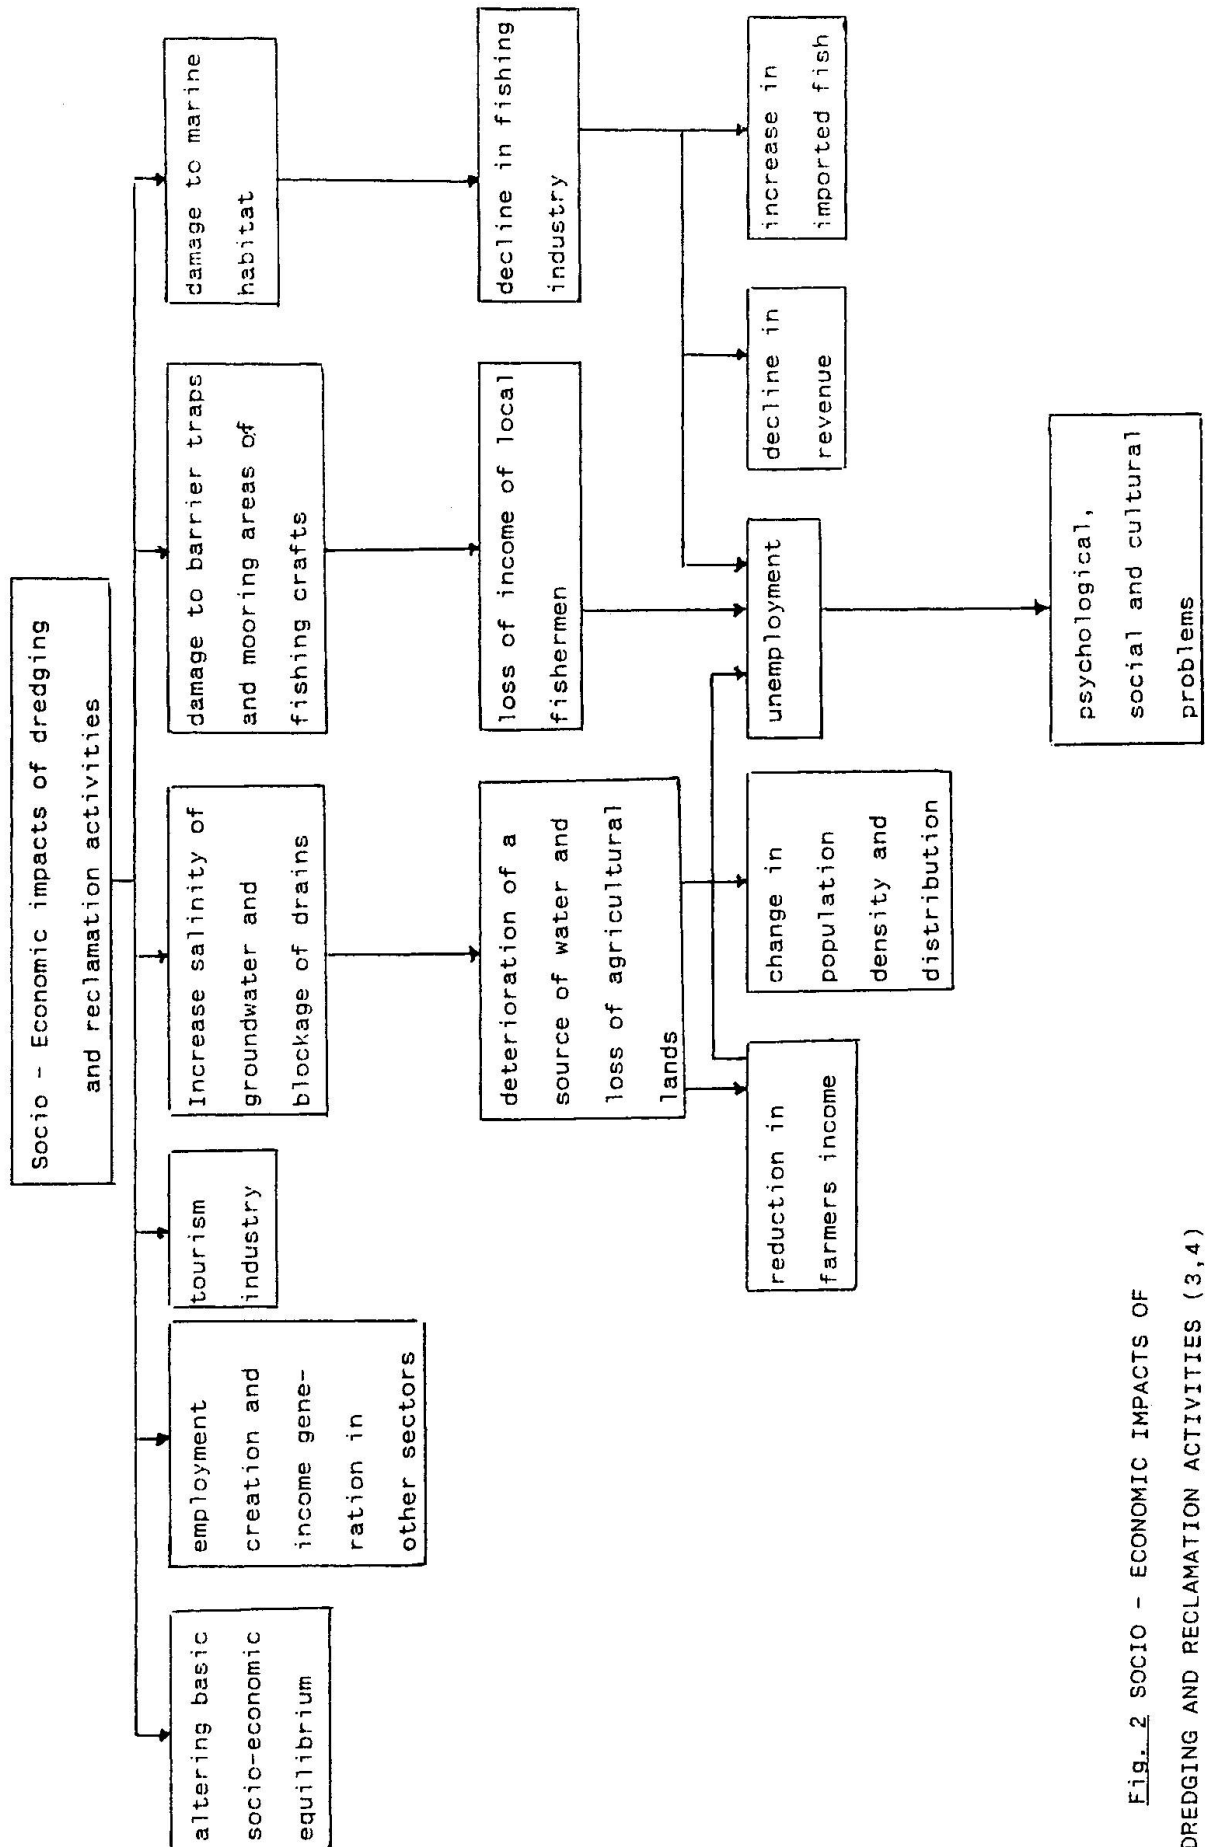 Socio - Economic impacts of dredging
and reclamation activities
altering basic
socio-economic
equilibrium
employment
creation and
income gene-
ration in
other sectors
tourism
industry
Increase salinity of
groundwater and
blockage of drains
damage to barrier traps
and mooring areas of
fishing crafts
damage to marine
habitat
deterioration of a
source of water and
loss of agricultural
lands
loss of income of local
fishermen
decline in fishing
industry
reduction in
farmers income
change in
population
density and
distribution
unemployment
decline in
revenue
increase in
imported fish
psychological,
social and cultural
problems
Fig. 2 SOCIO - ECONOMIC IMPACTS OF
DREDGING AND RECLAMATION ACTIVITIES (3,4)